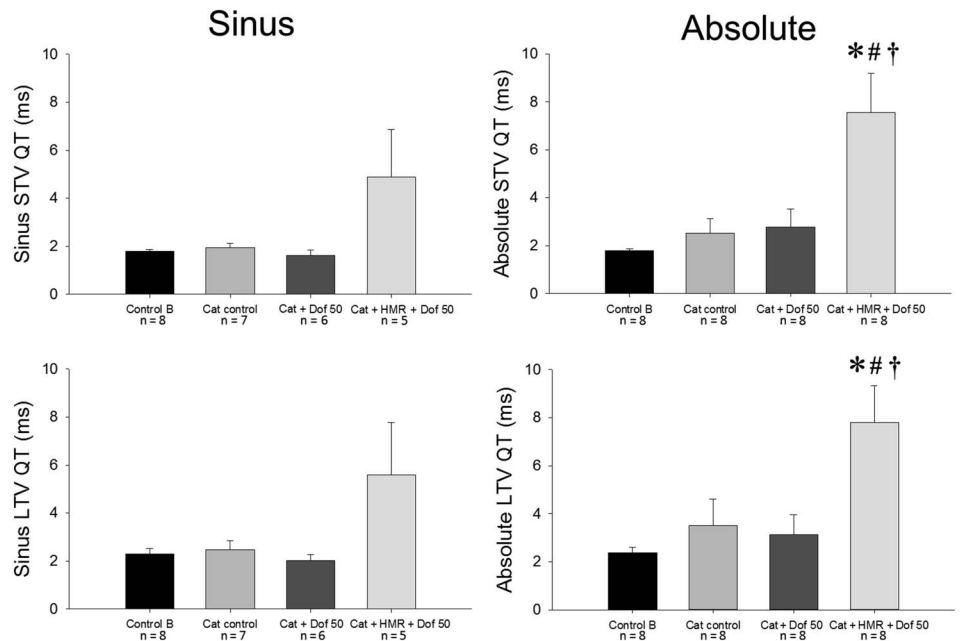 Sinus
Absolute
Sinus STV QT (ms)
10
8
6
4
2
0
Control B
n = 8
Cat control
n = 7
Cat + Dof 50
n = 6
Cat + HMR + Dof 50
n = 5
Absolute STV QT (ms)
10
8
6
4
2
0
*#†
Control B
n = 8
Cat control
n = 8
Cat + Dof 50
n = 8
Cat + HMR + Dof 50
n = 8
Sinus LTV QT (ms)
10
8
6
4
2
0
Control B
n = 8
Cat control
n = 7
Cat + Dof 50
n = 6
Cat + HMR + Dof 50
n = 5
Absolute LTV QT (ms)
10
8
6
4
2
0
*#†
Control B
n = 8
Cat control
n = 8
Cat + Dof 50
n = 8
Cat + HMR + Dof 50
n = 8